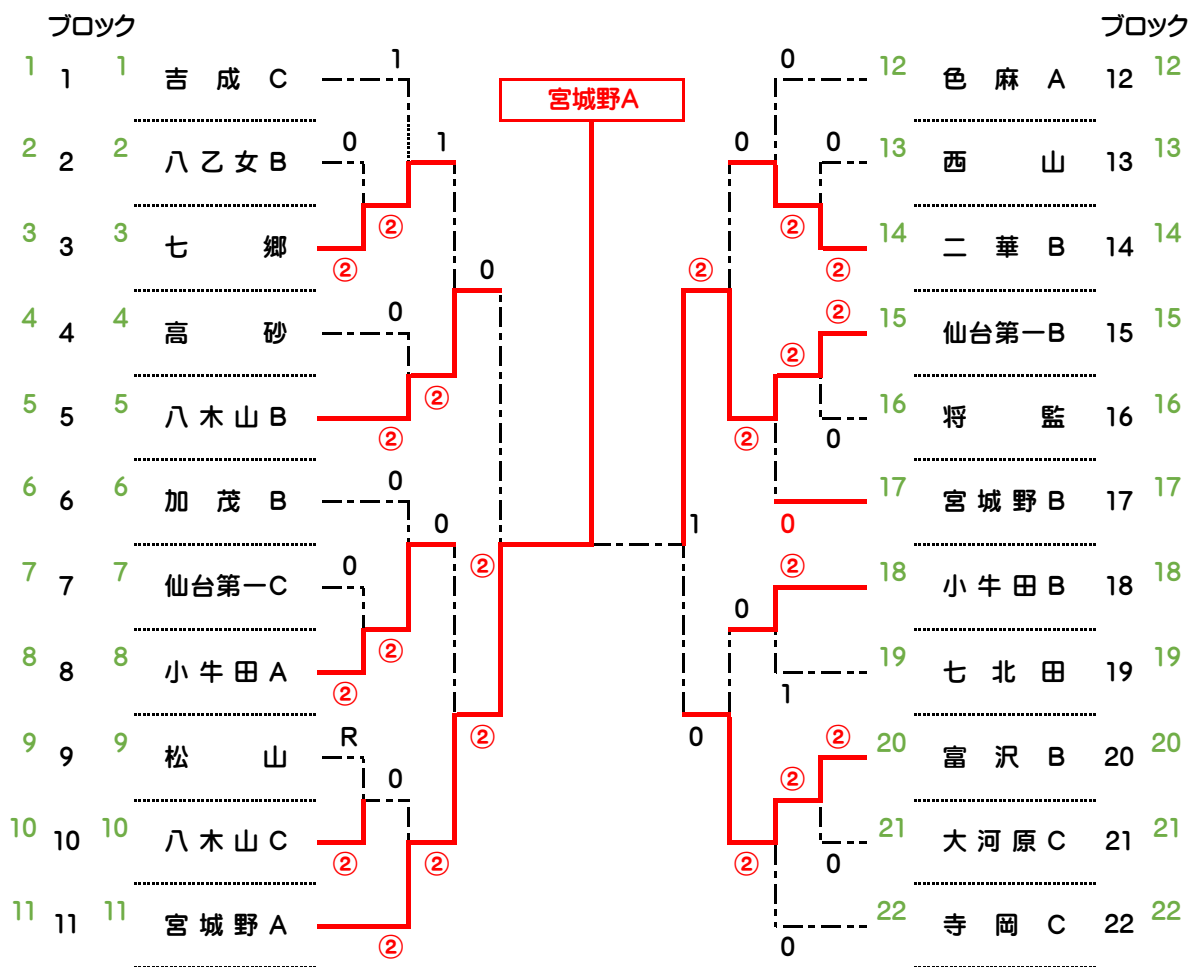 ブロック ブロック
1 0
1 1 1 吉成C 12 色麻A 12 12
宮城野A
0 1 0 0
2 2 2 八乙女B 13 西山 13 13
② ②
3 3 3 七郷 14 二華B 14 14
② 0 ② ②
4 4 4 高砂 0 ② 15 仙台第一B 15 15
② ②
5 5 5 八木山B 16 将監 16 16
② ② 0
6 6 6 加茂B 0 17 宮城野B 17 17
0 1 0
7 7 7 仙台第一C 0 ② ② 18 小牛田B 18 18
② 0
8 8 8 小牛田A 19 七北田 19 19
② 1
9 9 9 松山 R ② 0 ② 20 富沢B 20 20
0 ②
10 10 10 八木山C 21 大河原C 21 21
② ② ② 0
11 11 11 宮城野A 22 寺岡C 22 22
② 0